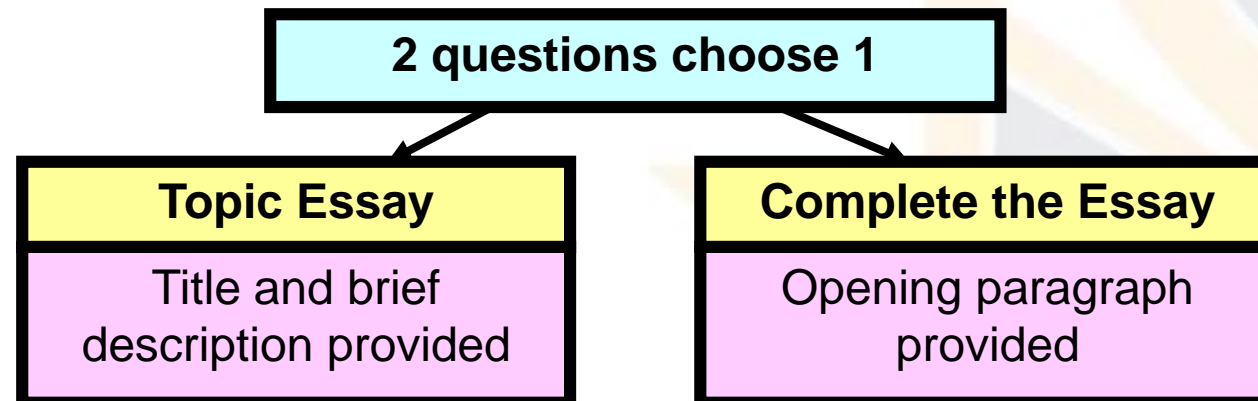 2 questions choose 1
Topic Essay
Title and brief
description provided
Complete the Essay
Opening paragraph
provided